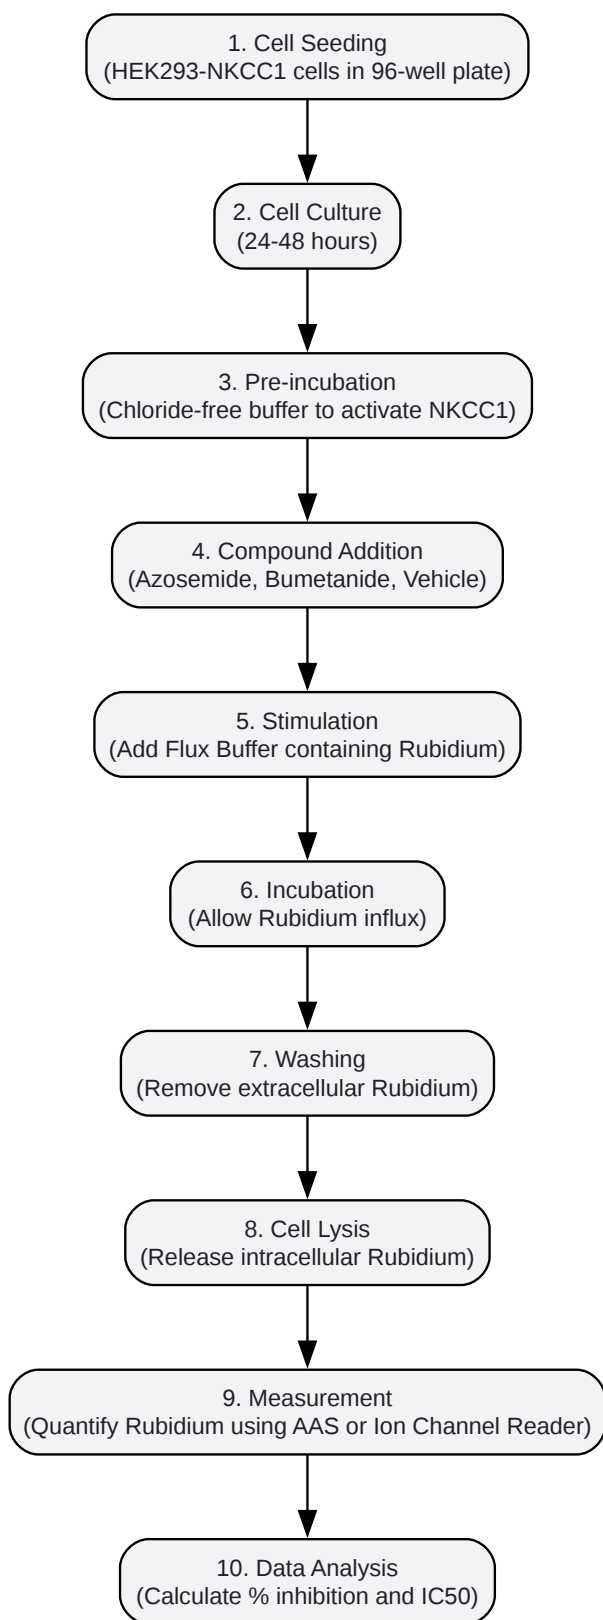 1. Cell Seeding
(HEK293-NKCC1 cells in 96-well plate)
2. Cell Culture
(24-48 hours)
3. Pre-incubation
(Chloride-free buffer to activate NKCC1)
4. Compound Addition
(Azosemide, Bumetanide, Vehicle)
5. Stimulation
(Add Flux Buffer containing Rubidium)
6. Incubation
(Allow Rubidium influx)
7. Washing
(Remove extracellular Rubidium)
8. Cell Lysis
(Release intracellular Rubidium)
9. Measurement
(Quantify Rubidium using AAS or Ion Channel Reader)
10. Data Analysis
(Calculate % inhibition and IC50)